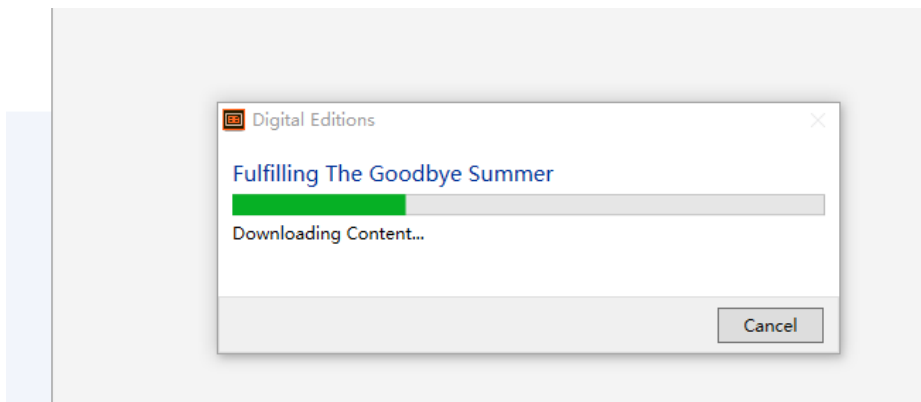 Digital Editions
Fulfilling The Goodbye Summer
Downloading Content...
Cancel